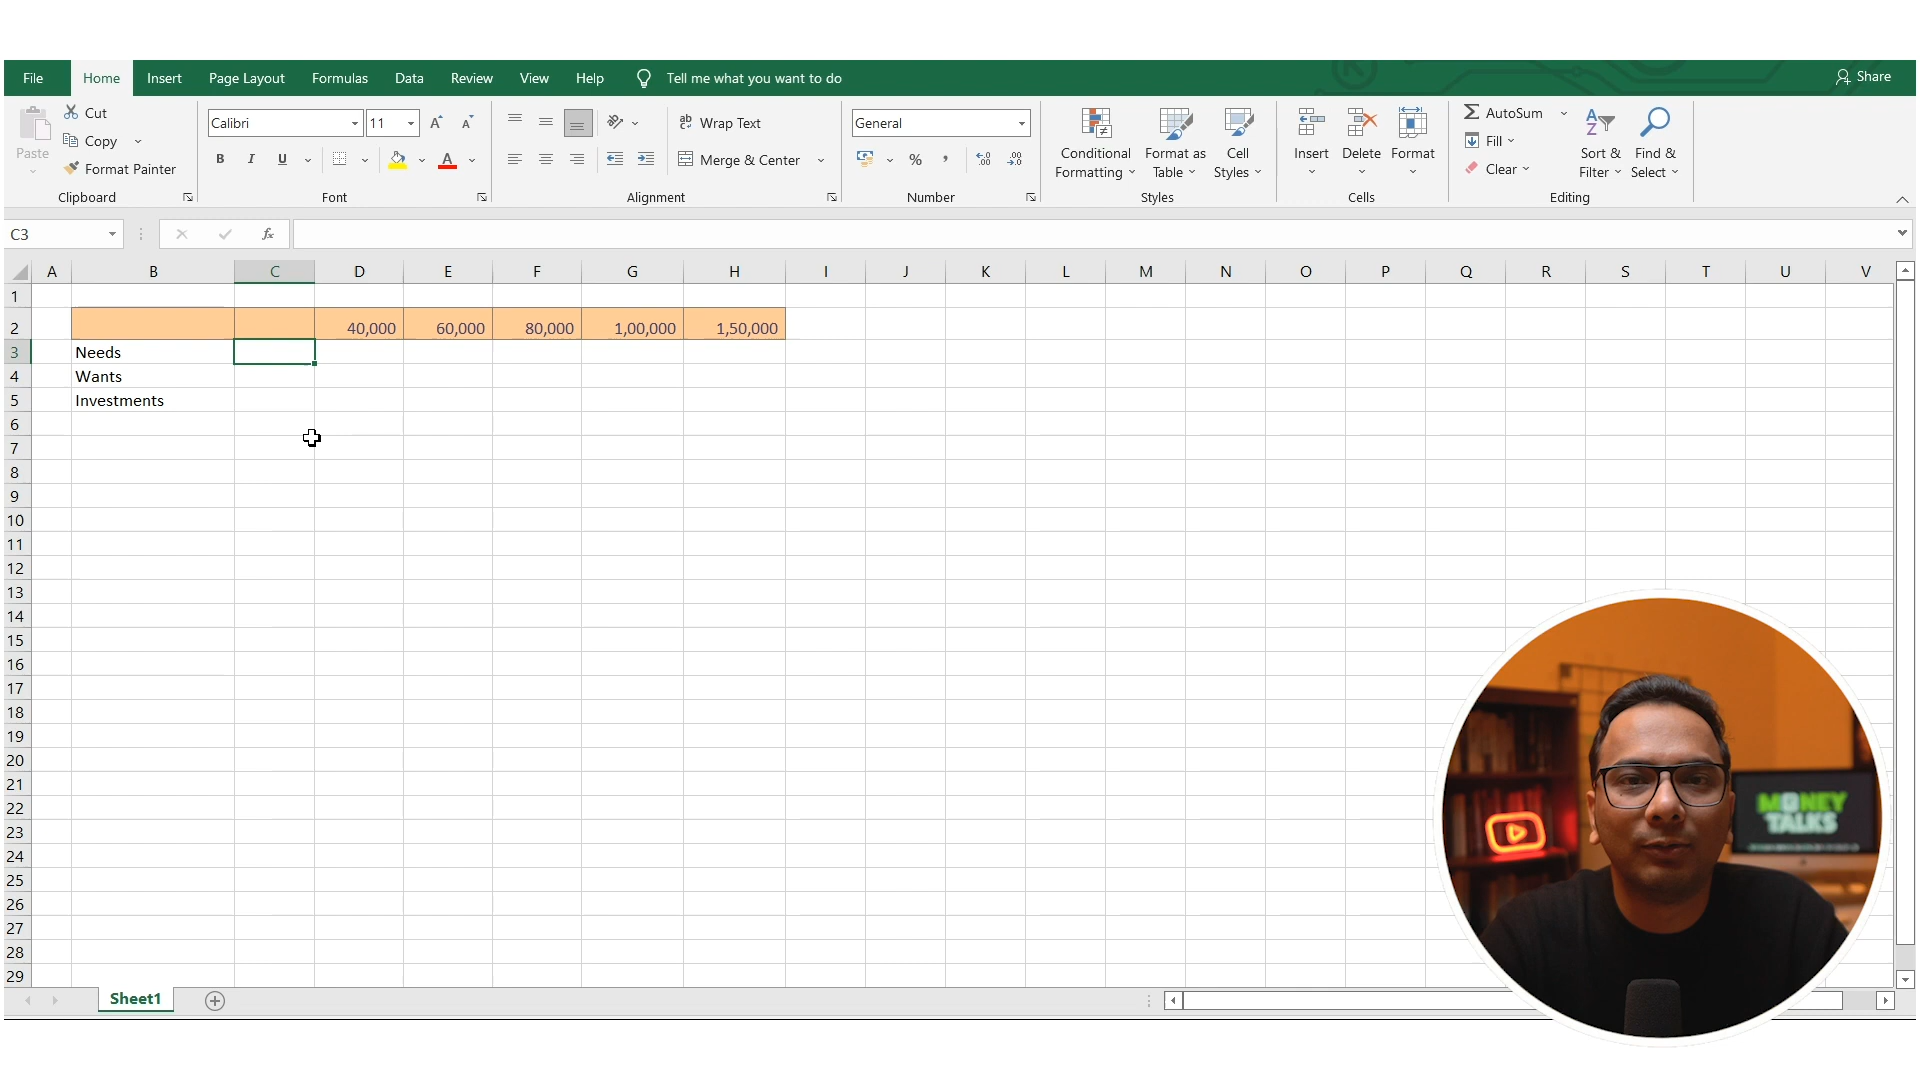 File Home Insert Page Layout Formulas Data Review View Help Tell me what you want to do Share
Paste
Cut
Copy
Format Painter
Clipboard
Calibri 11
B I U A
Font
ab Wrap Text
Merge & Center
Alignment
General
% , .00 .0
Number
Conditional Formatting
Format as Table
Cell Styles
Styles
Insert Delete Format
Cells
AutoSum
Fill
Clear
Sort & Filter
Find & Select
Editing
C3 fx
A B C D E F G H I J K L M N O P Q R S T U V
1
2 40,000 60,000 80,000 1,00,000 1,50,000
3 Needs
4 Wants
5 Investments
6
7
8
9
10
11
12
13
14
15
16
17
18
19
20
21
22
23
24
25
26
27
28
29
MONEY
TALKS
Sheet1